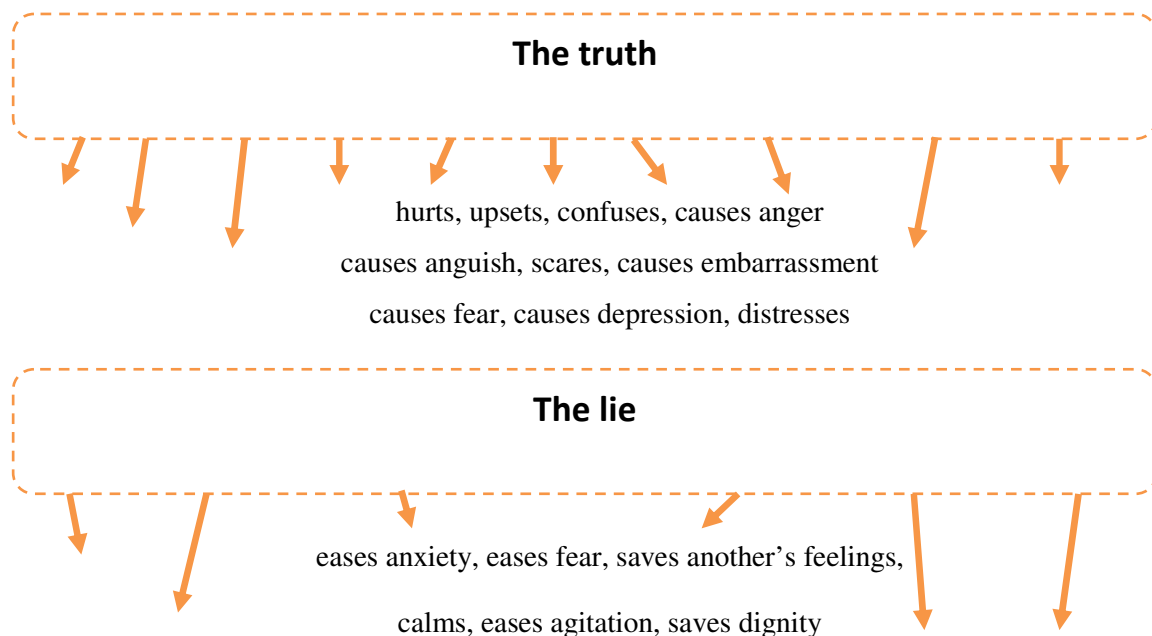 The truth
hurts, upsets, confuses, causes anger
causes anguish, scares, causes embarrassment
causes fear, causes depression, distresses
The lie
eases anxiety, eases fear, saves another’s feelings,
calms, eases agitation, saves dignity